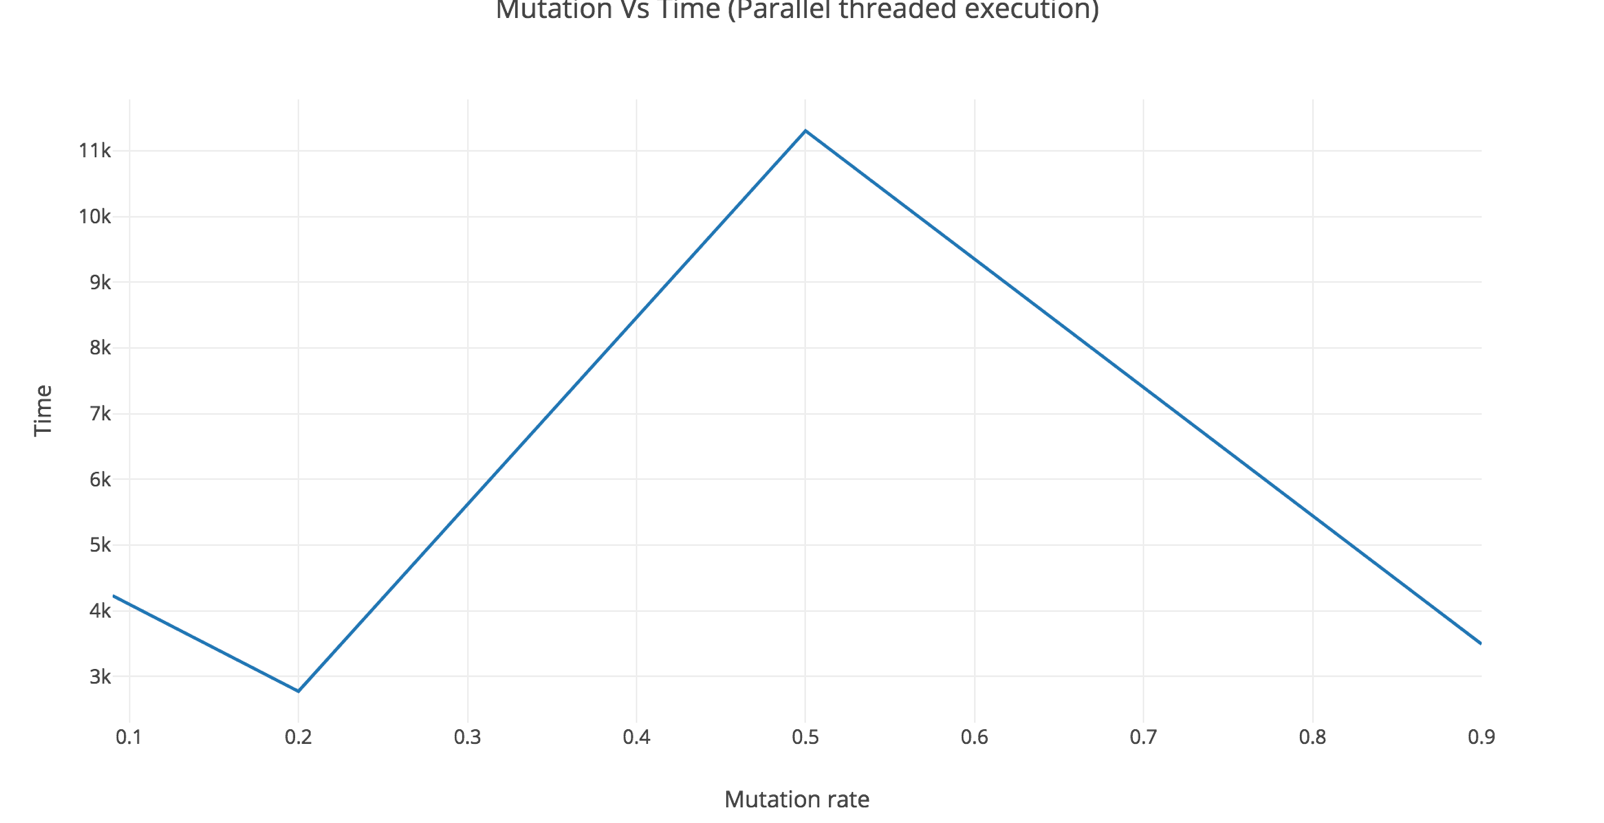 Mutation Vs Time (Parallel threaded execution)
11k
10k
9k
8k
7k
6k
5k
4k
3k
Time
0.1 0.2 0.3 0.4 0.5 0.6 0.7 0.8 0.9
Mutation rate